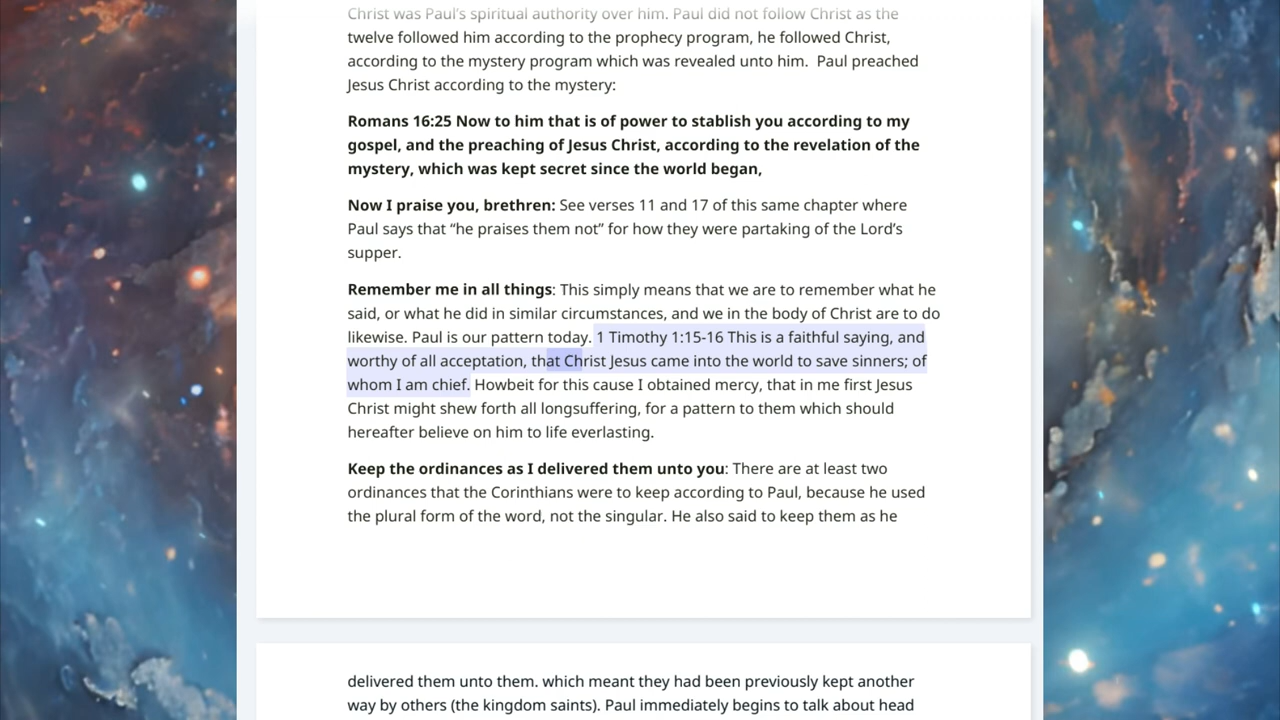 Christ was Paul’s spiritual authority over him. Paul did not follow Christ as the
twelve followed him according to the prophecy program, he followed Christ,
according to the mystery program which was revealed unto him.  Paul preached
Jesus Christ according to the mystery:
Romans 16:25 Now to him that is of power to stablish you according to my
gospel, and the preaching of Jesus Christ, according to the revelation of the
mystery, which was kept secret since the world began,
Now I praise you, brethren: See verses 11 and 17 of this same chapter where
Paul says that “he praises them not” for how they were partaking of the Lord’s
supper.
Remember me in all things: This simply means that we are to remember what he
said, or what he did in similar circumstances, and we in the body of Christ are to do
likewise. Paul is our pattern today. 1 Timothy 1:15-16 This is a faithful saying, and
worthy of all acceptation, that Christ Jesus came into the world to save sinners; of
whom I am chief. Howbeit for this cause I obtained mercy, that in me first Jesus
Christ might shew forth all longsuffering, for a pattern to them which should
hereafter believe on him to life everlasting.
Keep the ordinances as I delivered them unto you: There are at least two
ordinances that the Corinthians were to keep according to Paul, because he used
the plural form of the word, not the singular. He also said to keep them as he
delivered them unto them. which meant they had been previously kept another
way by others (the kingdom saints). Paul immediately begins to talk about head